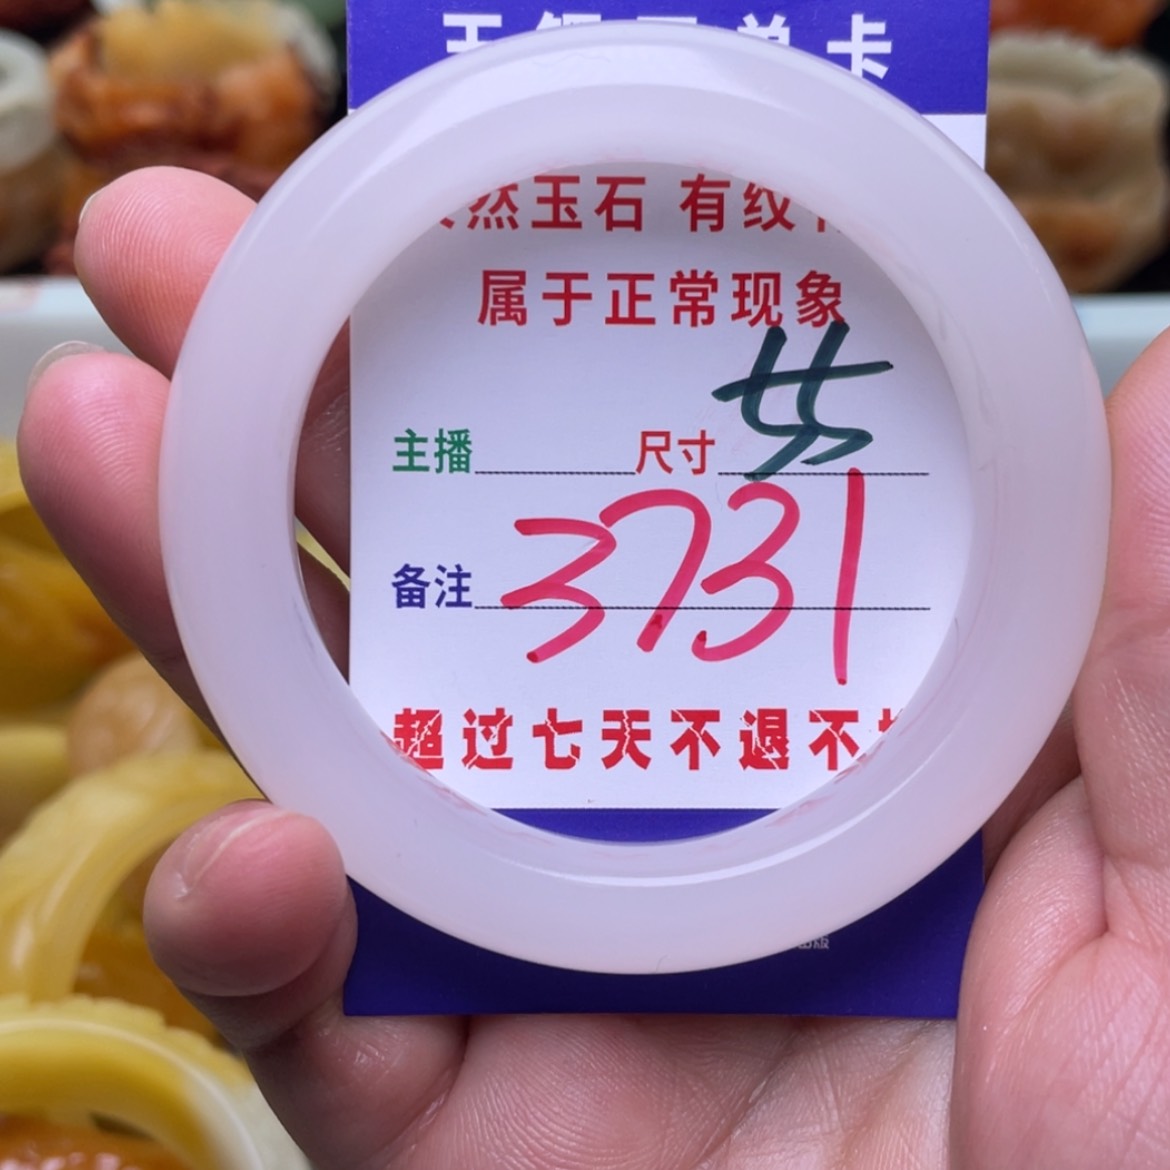 天然玉石 有纹
属于正常现象
主播 尺寸 55
备注 3731
超过七天不退不